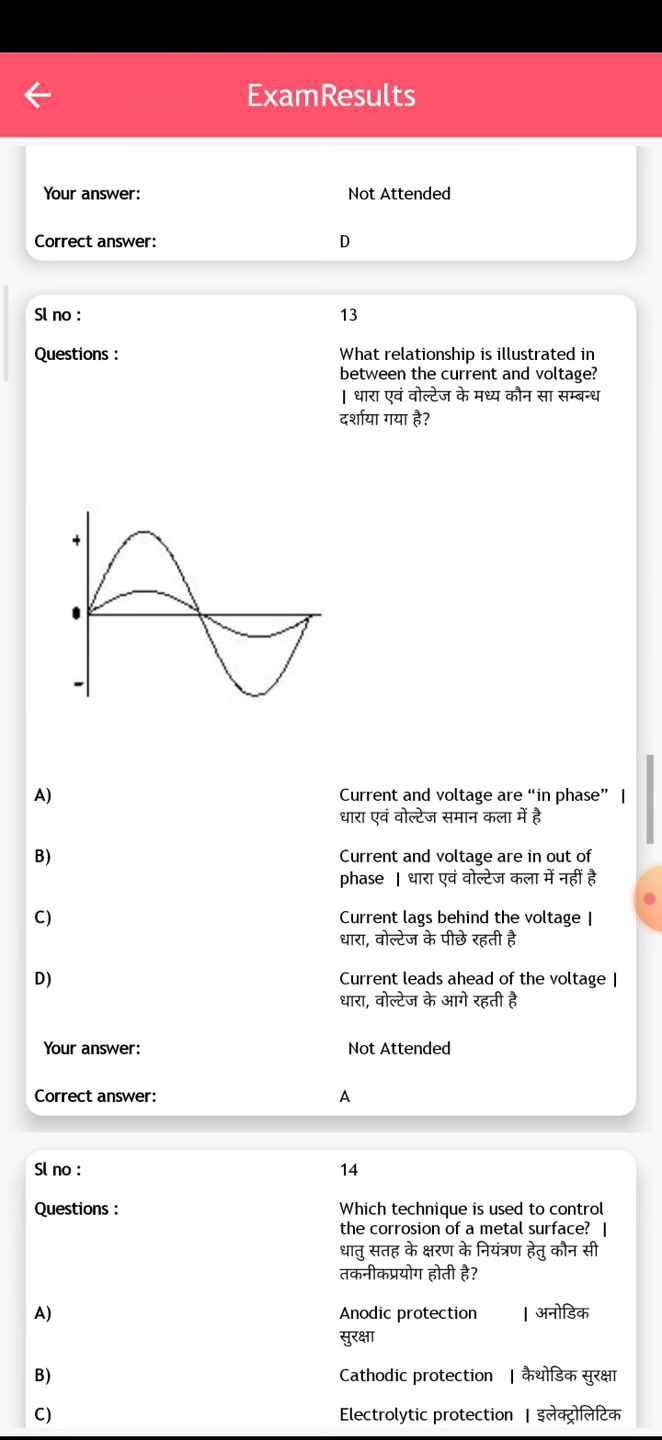 ExamResults
Your answer: Not Attended
Correct answer: D
Sl no : 13
Questions : What relationship is illustrated in
between the current and voltage?
| धारा एवं वोल्टेज के मध्य कौन सा सम्बन्ध
दर्शाया गया है?
+
0
-
A) Current and voltage are “in phase” |
धारा एवं वोल्टेज समान कला में है
B) Current and voltage are in out of
phase | धारा एवं वोल्टेज कला में नहीं है
C) Current lags behind the voltage |
धारा, वोल्टेज के पीछे रहती है
D) Current leads ahead of the voltage |
धारा, वोल्टेज के आगे रहती है
Your answer: Not Attended
Correct answer: A
Sl no : 14
Questions : Which technique is used to control
the corrosion of a metal surface? |
धातु सतह के क्षरण के नियंत्रण हेतु कौन सी
तकनीकप्रयोग होती है?
A) Anodic protection | अनोडिक
सुरक्षा
B) Cathodic protection | कैथोडिक सुरक्षा
C) Electrolytic protection | इलेक्ट्रोलिटिक